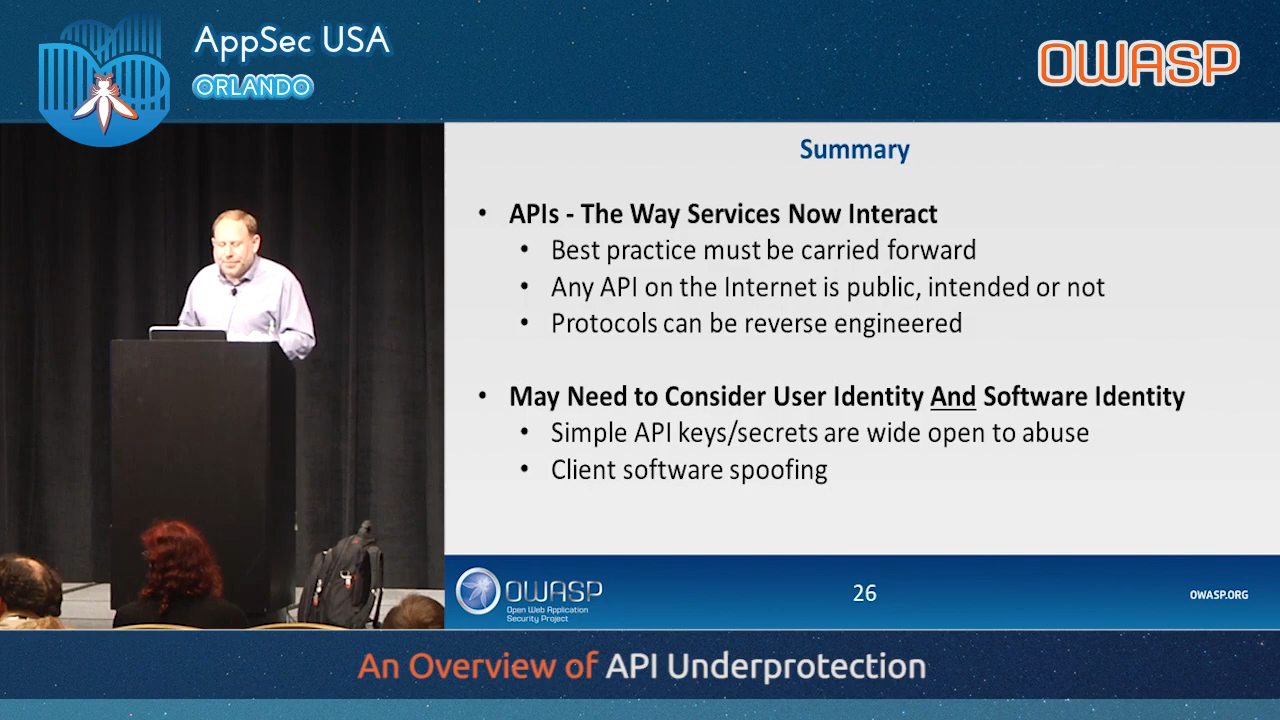 AppSec USA
ORLANDO
OWASP
Summary
• APIs - The Way Services Now Interact
• Best practice must be carried forward
• Any API on the Internet is public, intended or not
• Protocols can be reverse engineered
• May Need to Consider User Identity And Software Identity
• Simple API keys/secrets are wide open to abuse
• Client software spoofing
OWASP
Open Web Application
Security Project
26
OWASP.ORG
An Overview of API Underprotection